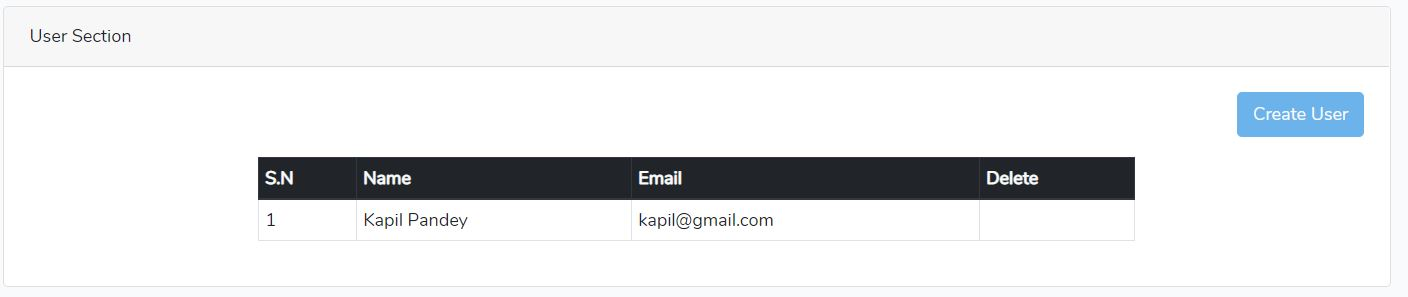 User Section
Create User
S.N Name Email Delete
1 Kapil Pandey kapil@gmail.com